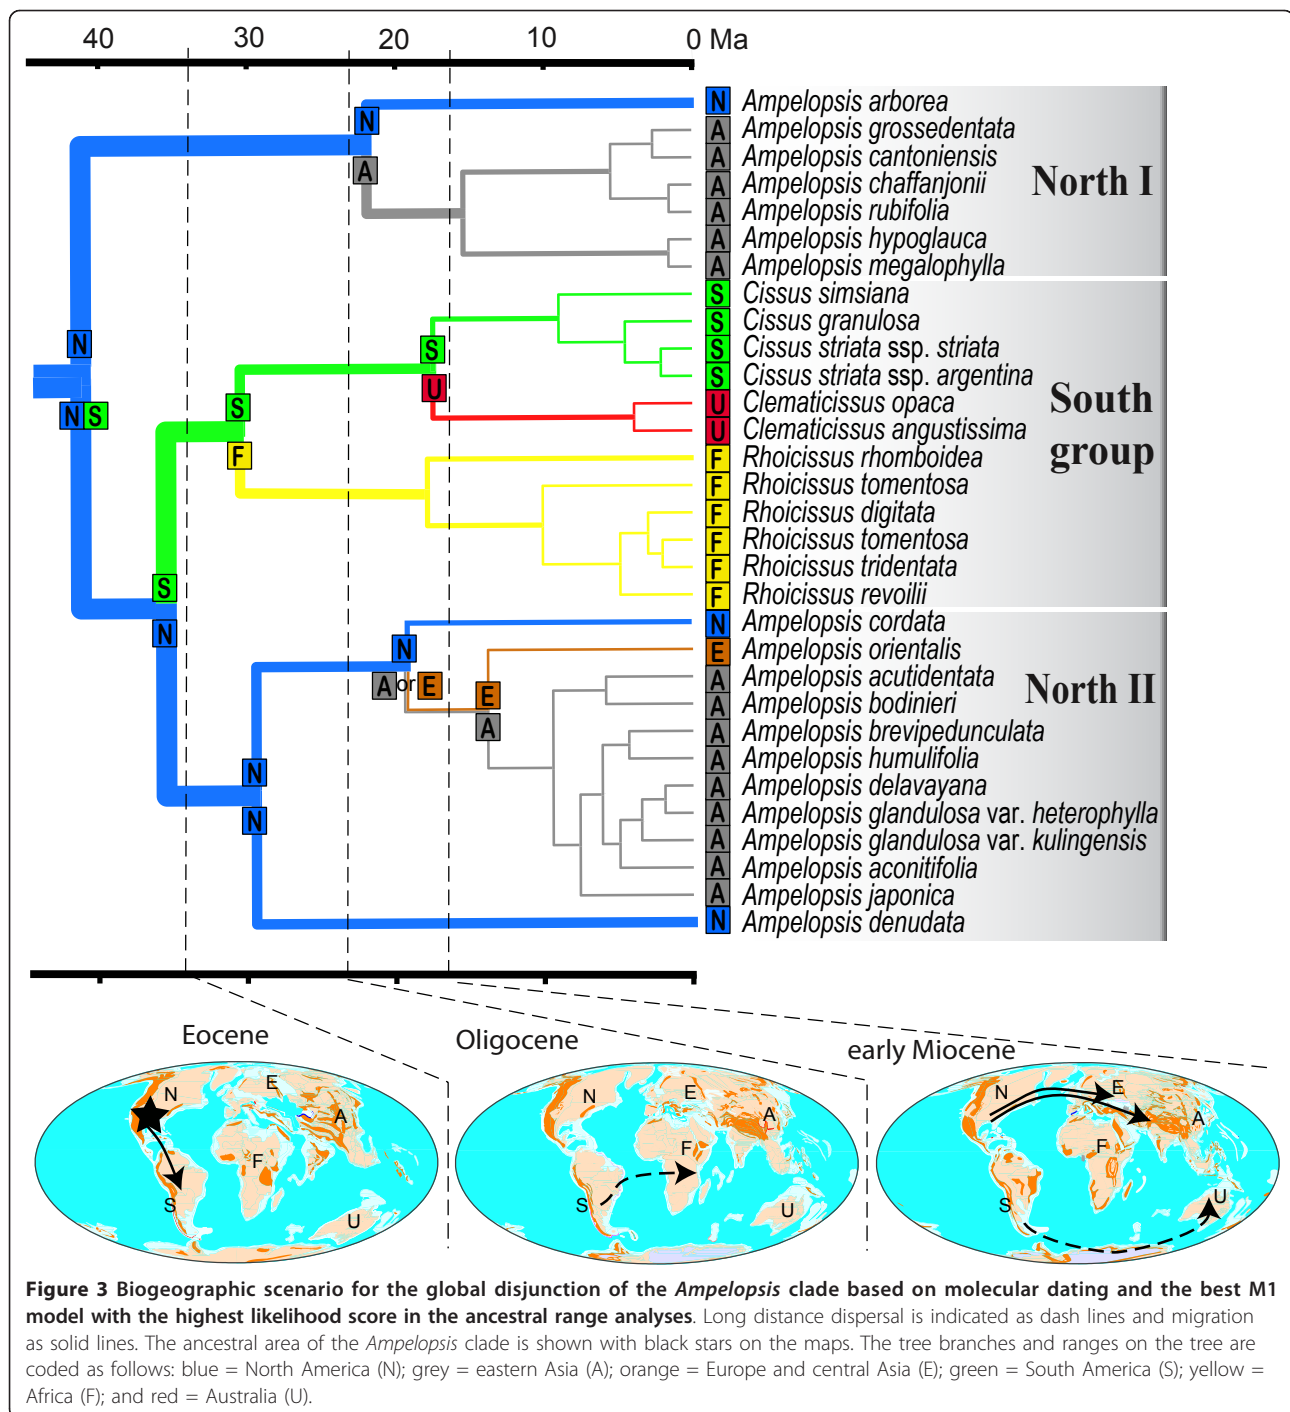 40 30 20 10 0 Ma
N Ampelopsis arborea
A Ampelopsis grossedentata
A Ampelopsis cantoniensis
A Ampelopsis chaffanjonii
A Ampelopsis rubifolia
A Ampelopsis hypoglauca
A Ampelopsis megalophylla
North I
S Cissus simsiana
S Cissus granulosa
S Cissus striata ssp. striata
S Cissus striata ssp. argentina
U Clematicissus opaca
U Clematicissus angustissima
F Rhoicissus rhomboidea
F Rhoicissus tomentosa
F Rhoicissus digitata
F Rhoicissus tomentosa
F Rhoicissus tridentata
F Rhoicissus revoilii
South
group
N Ampelopsis cordata
E Ampelopsis orientalis
A Ampelopsis acutidentata
A Ampelopsis bodinieri
A Ampelopsis brevipedunculata
A Ampelopsis humulifolia
A Ampelopsis delavayana
A Ampelopsis glandulosa var. heterophylla
A Ampelopsis glandulosa var. kulingensis
A Ampelopsis aconitifolia
A Ampelopsis japonica
N Ampelopsis denudata
North II
N
A
N
N S
S
F
S
U
S
N
N
A or E
E
A
N
N
Eocene
N E A F S U
Oligocene
N E A F S U
early Miocene
N E A F S U
Figure 3 Biogeographic scenario for the global disjunction of the Ampelopsis clade based on molecular dating and the best M1
model with the highest likelihood score in the ancestral range analyses. Long distance dispersal is indicated as dash lines and migration
as solid lines. The ancestral area of the Ampelopsis clade is shown with black stars on the maps. The tree branches and ranges on the tree are
coded as follows: blue = North America (N); grey = eastern Asia (A); orange = Europe and central Asia (E); green = South America (S); yellow =
Africa (F); and red = Australia (U).